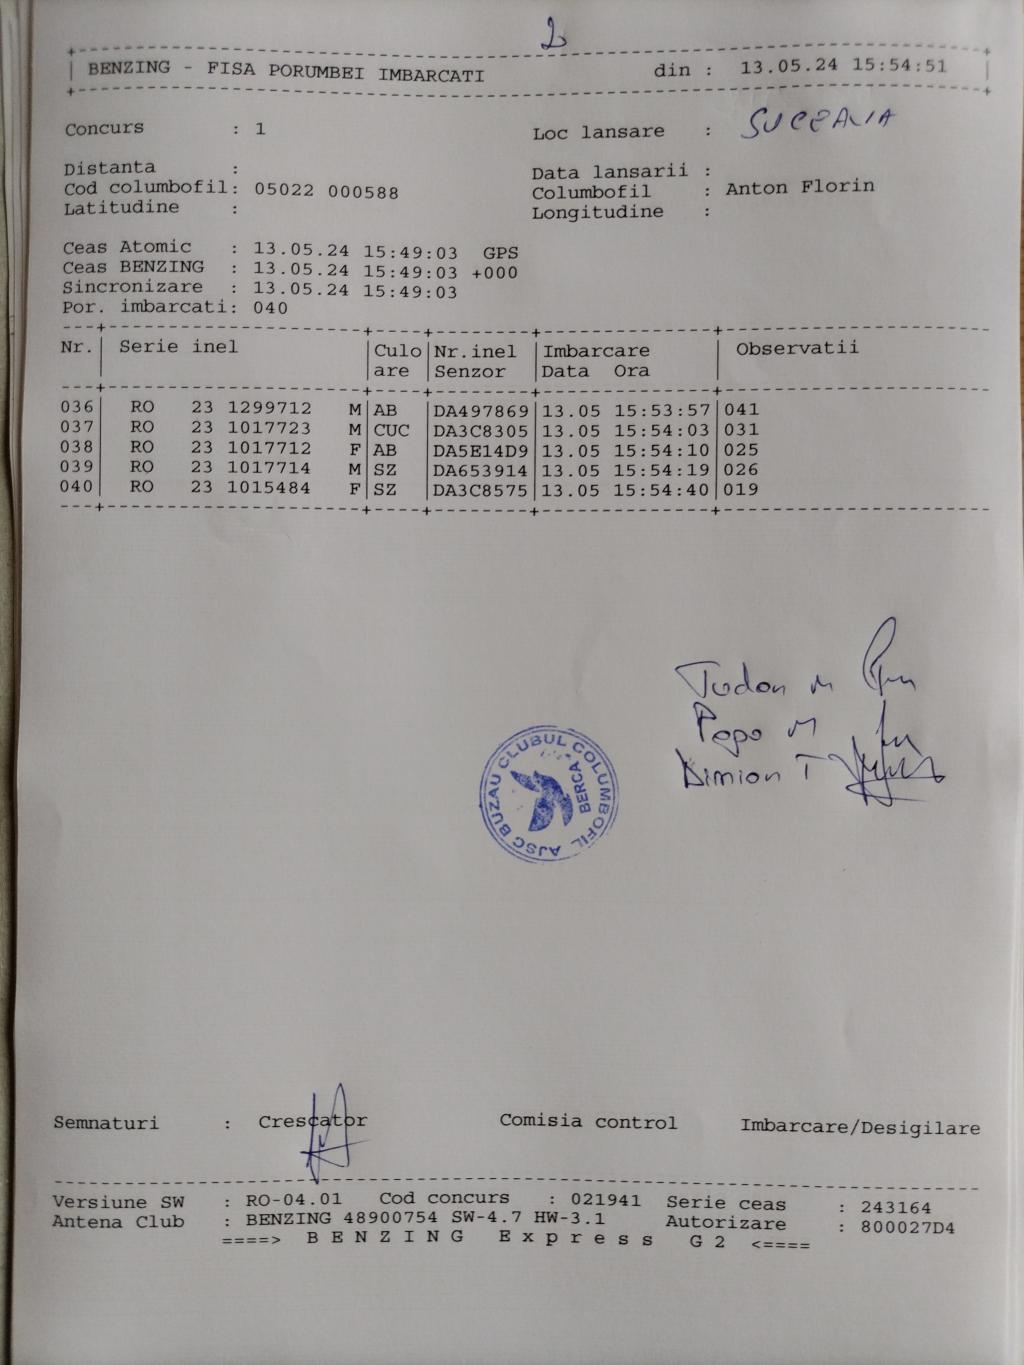 2
BENZING - FISA PORUMBEI IMBARCATI din : 13.05.24 15:54:51
Concurs : 1 Loc lansare : SUCEAVA
Distanta : Data lansarii :
Cod columbofil: 05022 000588 Columbofil : Anton Florin
Latitudine : Longitudine :
Ceas Atomic : 13.05.24 15:49:03 GPS
Ceas BENZING : 13.05.24 15:49:03 +000
Sincronizare : 13.05.24 15:49:03
Por. imbarcati: 040
Nr. Serie inel Culo Nr.inel Imbarcare Observatii
are Senzor Data Ora
036 RO 23 1299712 M AB DA497869 13.05 15:53:57 041
037 RO 23 1017723 M CUC DA3C8305 13.05 15:54:03 031
038 RO 23 1017712 F AB DA5E14D9 13.05 15:54:10 025
039 RO 23 1017714 M SZ DA653914 13.05 15:54:19 026
040 RO 23 1015484 F SZ DA3C8575 13.05 15:54:40 019
Tudor M
Popa M
Dimion T
AJSC BUZAU CLUBUL COLUMBOFIL
BERCA
Semnaturi : Crescator Comisia control Imbarcare/Desigilare
Versiune SW : RO-04.01 Cod concurs : 021941 Serie ceas : 243164
Antena Club : BENZING 48900754 SW-4.7 HW-3.1 Autorizare : 800027D4
====> B E N Z I N G E x p r e s s G 2 <====